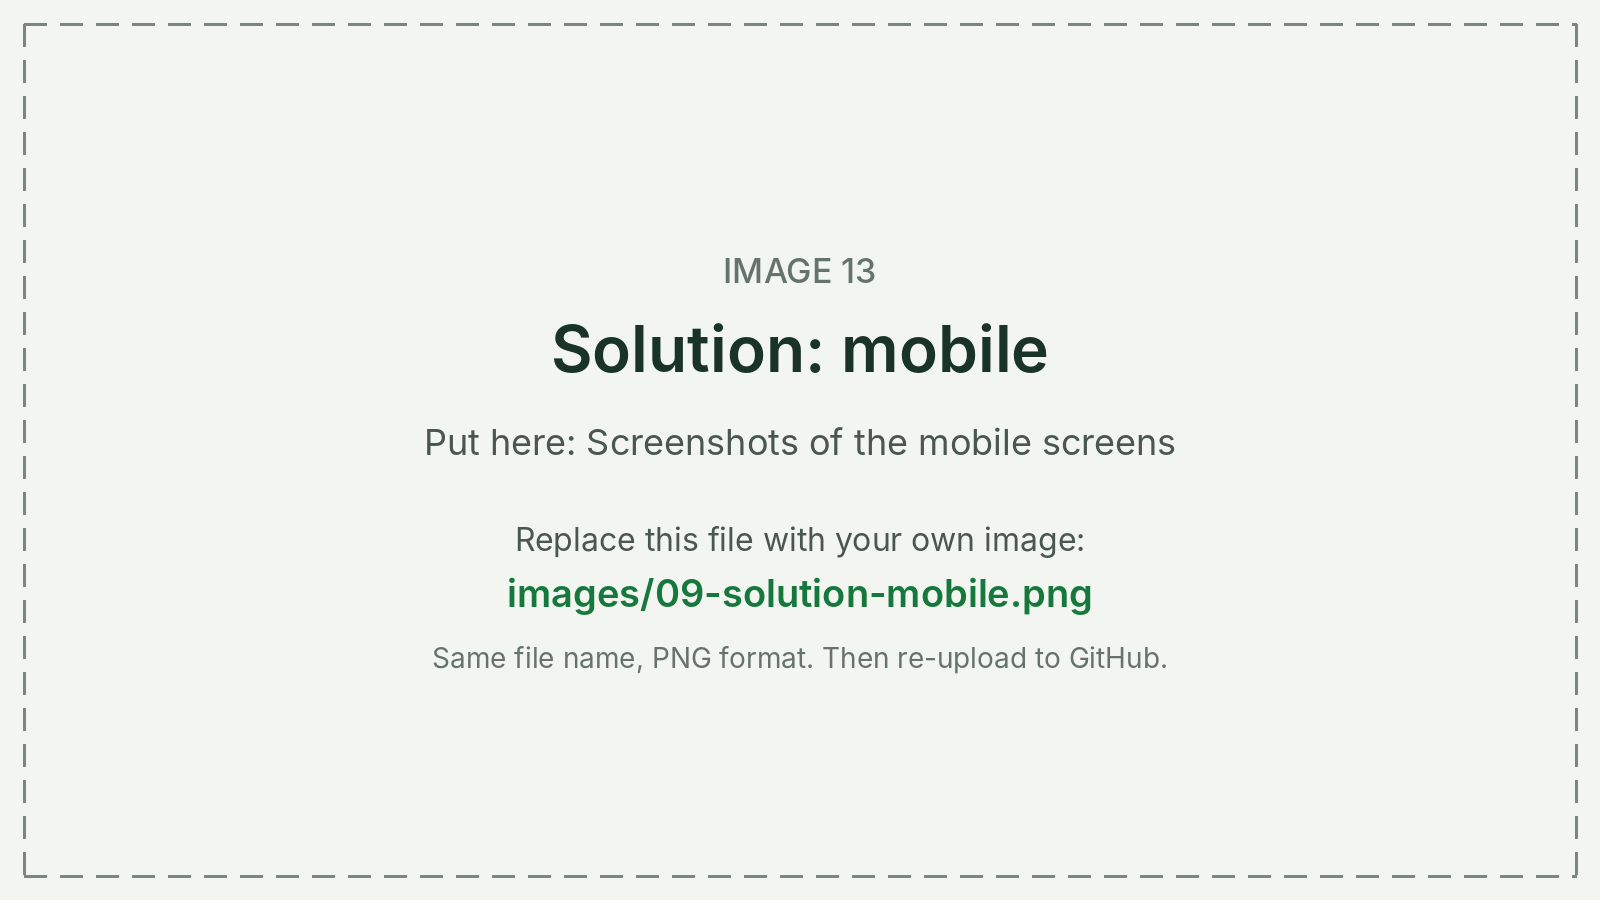 IMAGE 13
Solution: mobile
Put here: Screenshots of the mobile screens
Replace this file with your own image:
images/09-solution-mobile.png
Same file name, PNG format. Then re-upload to GitHub.